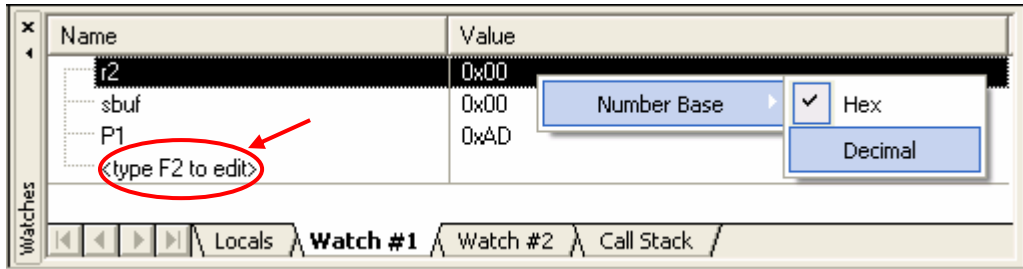 Name Value
r2 0x00
sbuf 0x00
P1 0xAD
<type F2 to edit>
Number Base
Hex
Decimal
Watches
Locals Watch #1 Watch #2 Call Stack